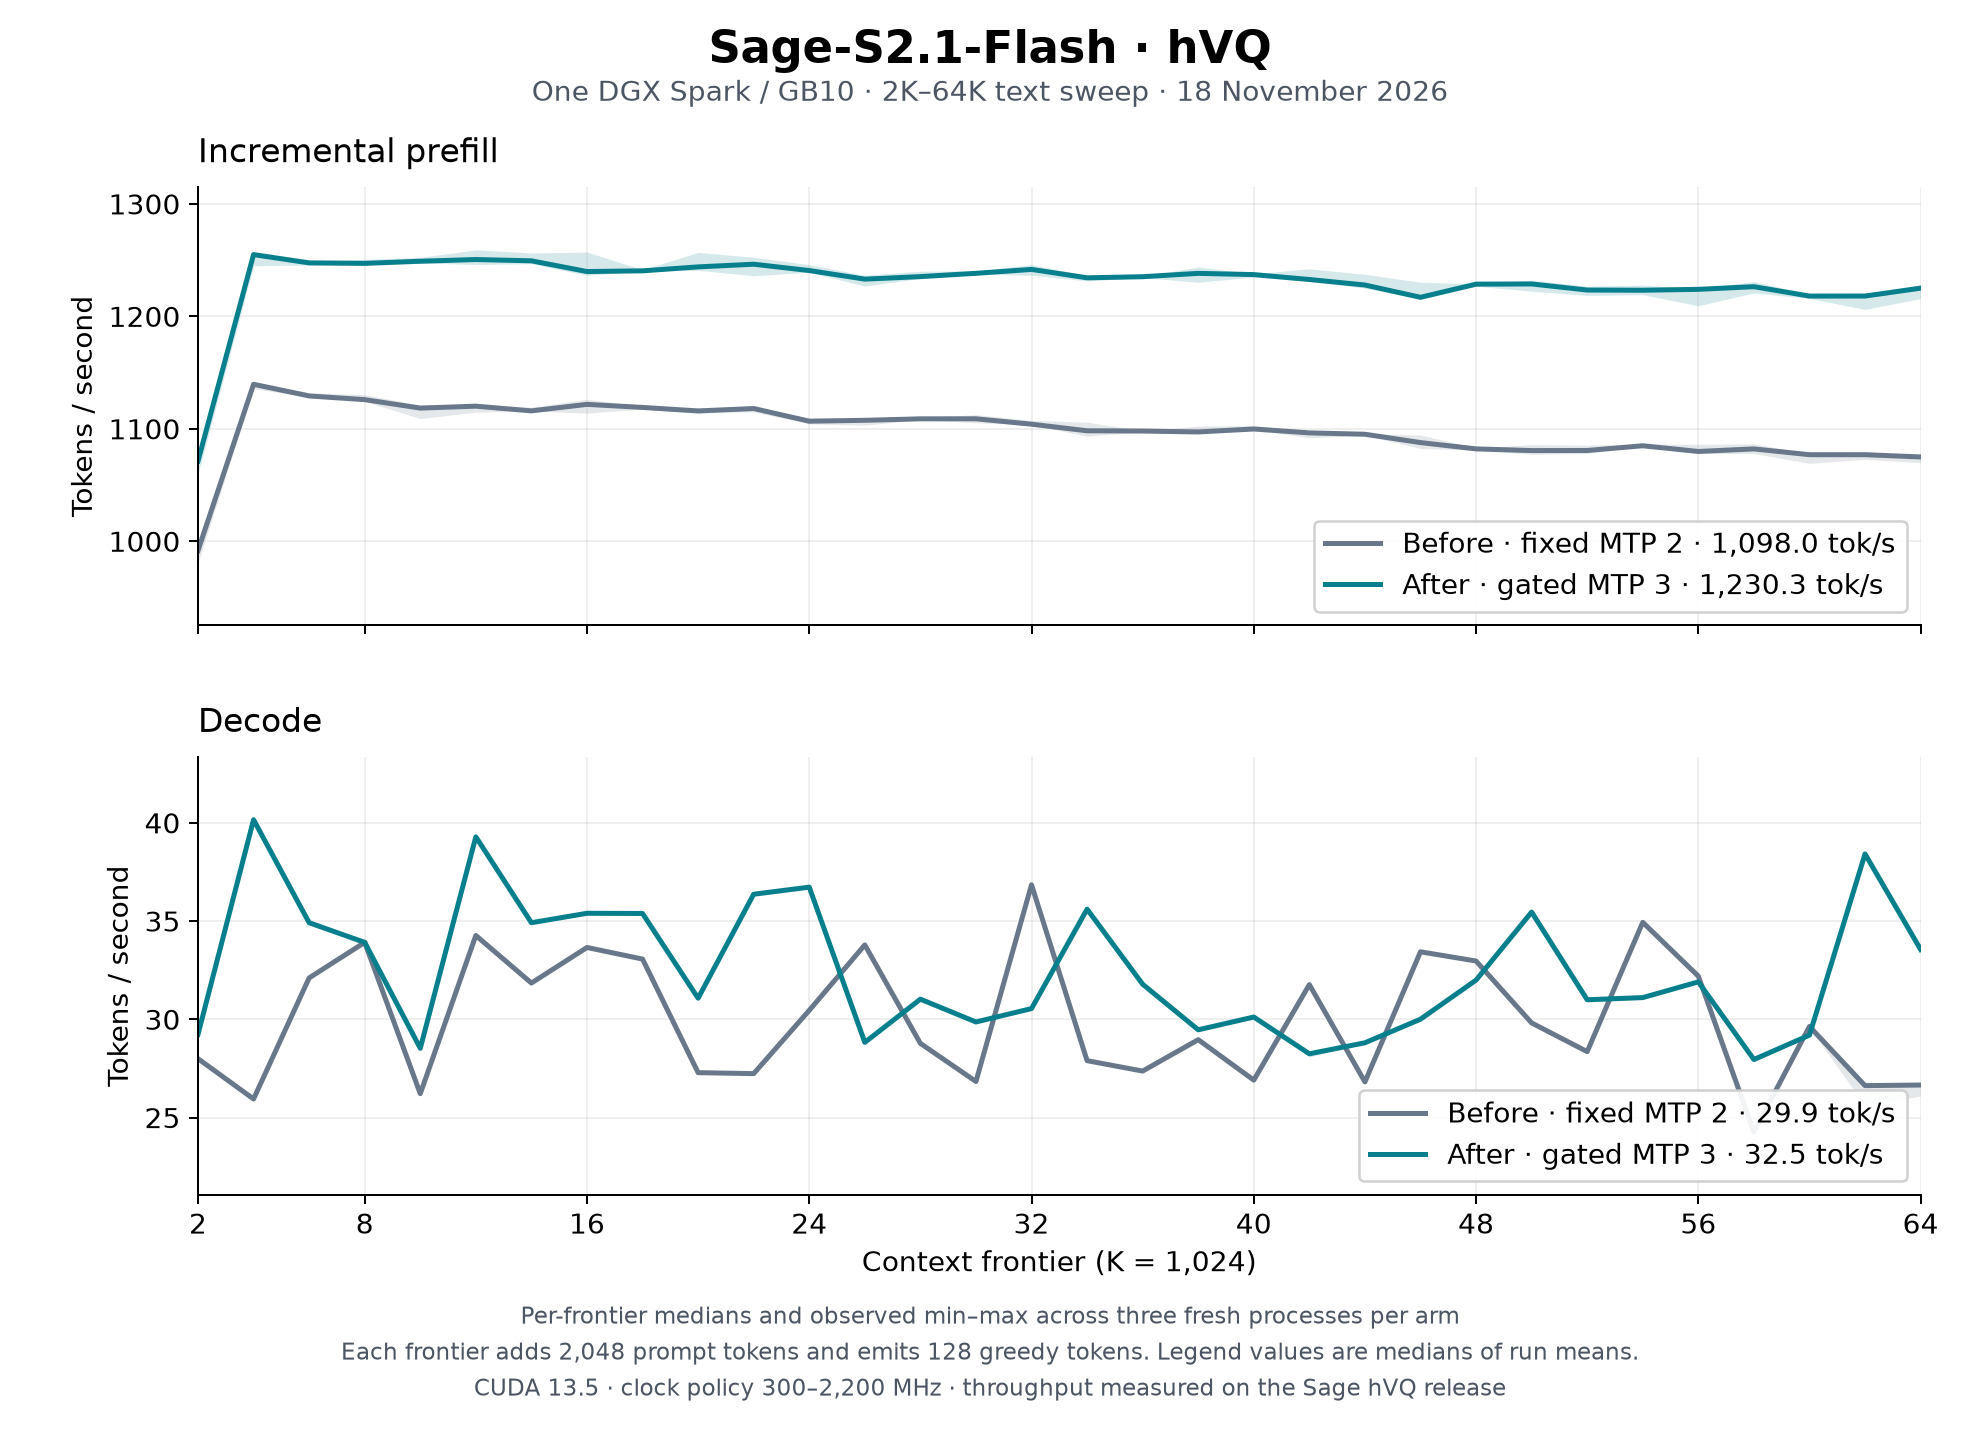 Sage-S2.1-Flash · hVQ
One DGX Spark / GB10 · 2K–64K text sweep · 18 November 2026
Incremental prefill
Tokens / second
1300
1200
1100
1000
Before · fixed MTP 2 · 1,098.0 tok/s
After · gated MTP 3 · 1,230.3 tok/s
Decode
Tokens / second
40
35
30
25
Before · fixed MTP 2 · 29.9 tok/s
After · gated MTP 3 · 32.5 tok/s
2 8 16 24 32 40 48 56 64
Context frontier (K = 1,024)
Per-frontier medians and observed min–max across three fresh processes per arm
Each frontier adds 2,048 prompt tokens and emits 128 greedy tokens. Legend values are medians of run means.
CUDA 13.5 · clock policy 300–2,200 MHz · throughput measured on the Sage hVQ release